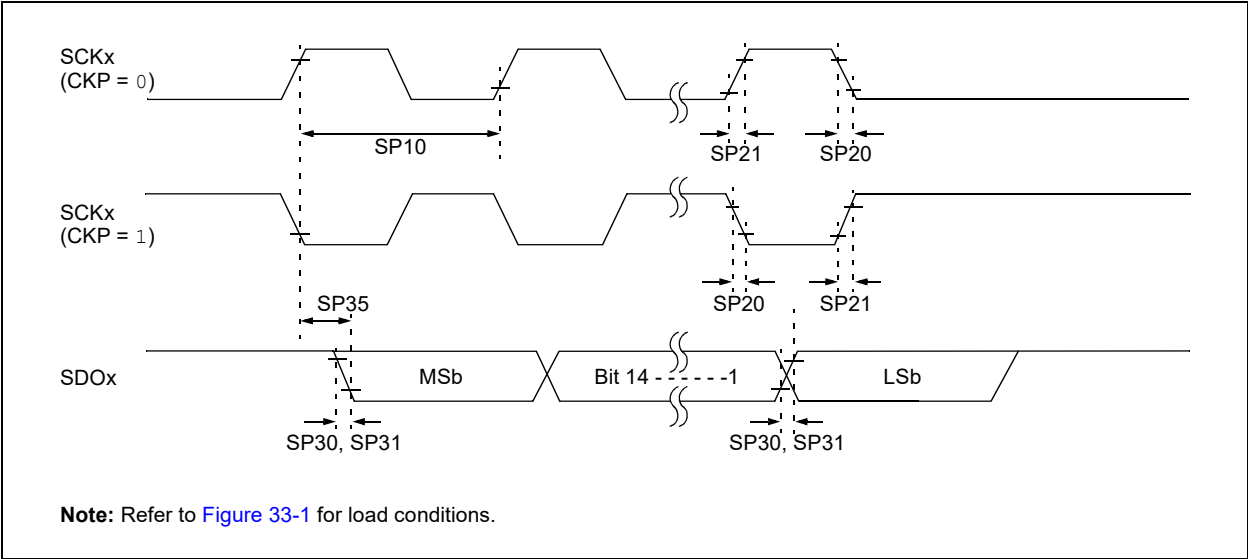 SCKx
(CKP = 0)
SP10
SP21
SP20
SCKx
(CKP = 1)
SP20
SP21
SP35
SDOx
MSb
Bit 14 - - - - - -1
LSb
SP30, SP31
SP30, SP31
Note: Refer to Figure 33-1 for load conditions.